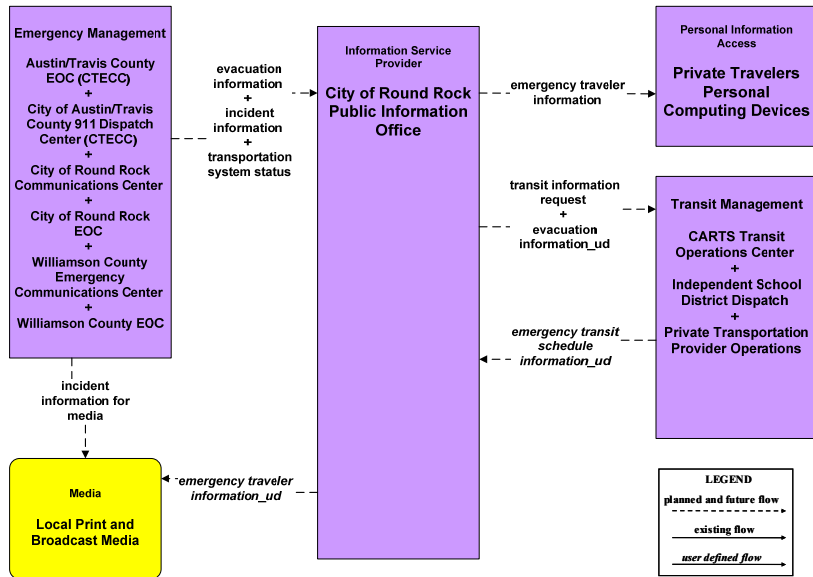 Emergency Management
Austin/Travis County
EOC (CTECC)
+
City of Austin/Travis
County 911 Dispatch
Center (CTECC)
+
City of Round Rock
Communications Center
+
City of Round Rock
EOC
+
Williamson County
Emergency
Communications Center
+
Williamson County EOC
evacuation
information
+
incident
information
+
transportation
system status
Information Service
Provider
City of Round Rock
Public Information
Office
emergency traveler
information
Personal Information
Access
Private Travelers
Personal
Computing Devices
transit information
request
+
evacuation
information_ud
Transit Management
CARTS Transit
Operations Center
+
Independent School
District Dispatch
+
Private Transportation
Provider Operations
emergency transit
schedule
information_ud
incident
information for
media
Media
Local Print and
Broadcast Media
emergency traveler
information_ud
LEGEND
planned and future flow
existing flow
user defined flow